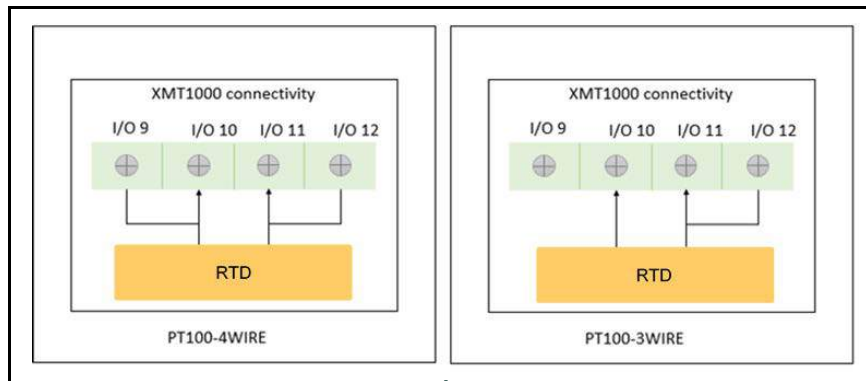 XMT1000 connectivity
I/O 9 I/O 10 I/O 11 I/O 12
RTD
PT100-4WIRE
XMT1000 connectivity
I/O 9 I/O 10 I/O 11 I/O 12
RTD
PT100-3WIRE